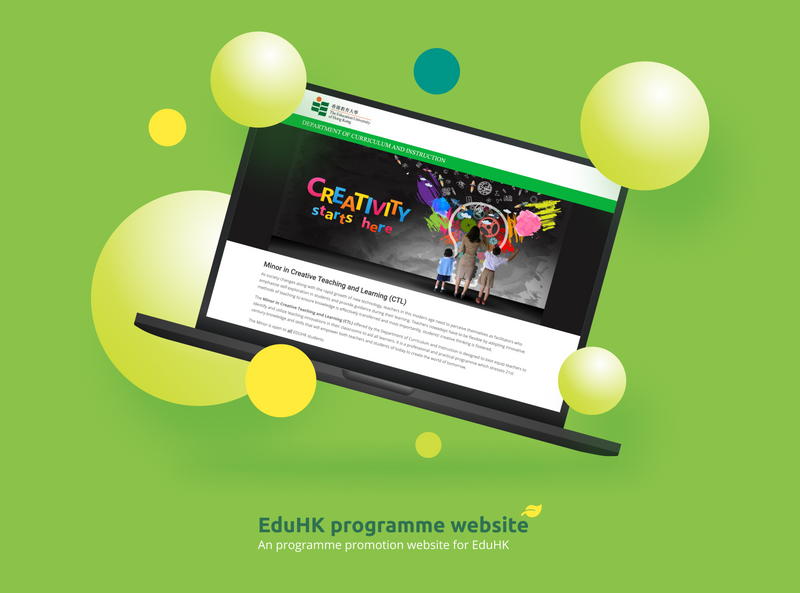 香港教育大學
The Education University
of Hong Kong
DEPARTMENT OF CURRICULUM AND INSTRUCTION
CREATIVITY
starts here
Minor in Creative Teaching and Learning (CTL)
As society changes along with the rapid growth of new technology, teachers in this modern age need to perceive themselves as facilitators who
emphasise self-exploration in students and provide guidance during their learning. Teachers nowadays have to be flexible by adopting innovative
methods of teaching to ensure knowledge is effectively transferred and most importantly, students' creative thinking is fostered.
The Minor in Creative Teaching and Learning (CTL) offered by the Department of Curriculum and Instruction is designed to best equip teachers to
identify and utilize teaching innovations in their classrooms to aid all learners. It is a professional and practical programme which stresses 21st
century knowledge and skills that will empower both teachers and students of today to create the world of tomorrow.
The Minor is open to all EDUHK students.
EduHK programme website
An programme promotion website for EduHK